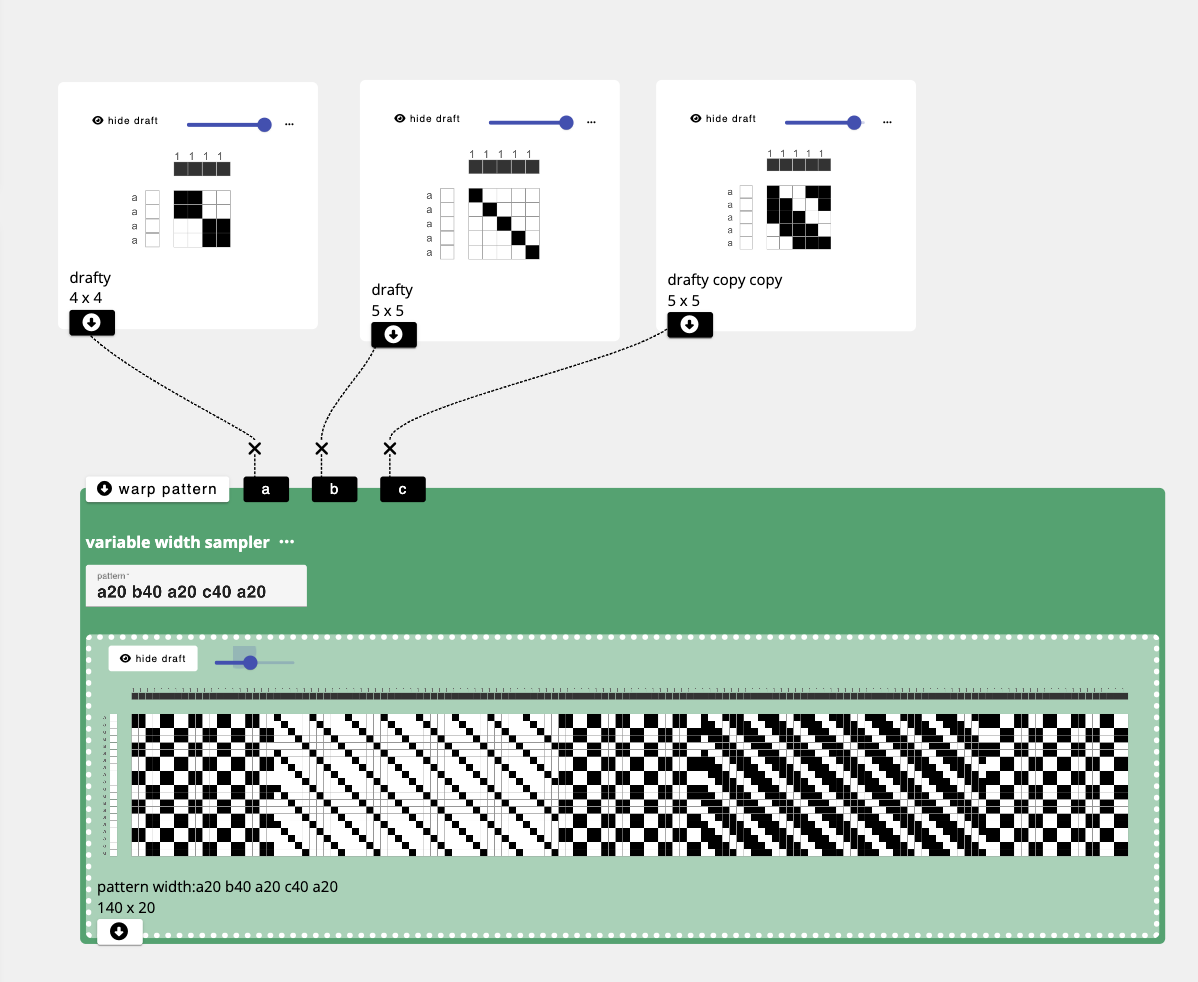 hide draft
...
1 1 1 1
a
a
a
a
drafty
4 x 4
hide draft
...
1 1 1 1 1
a
a
a
a
a
drafty
5 x 5
hide draft
...
1 1 1 1 1
a
a
a
a
a
drafty copy copy
5 x 5
warp pattern
a
b
c
variable width sampler ...
pattern*
a20 b40 a20 c40 a20
hide draft
pattern width:a20 b40 a20 c40 a20
140 x 20